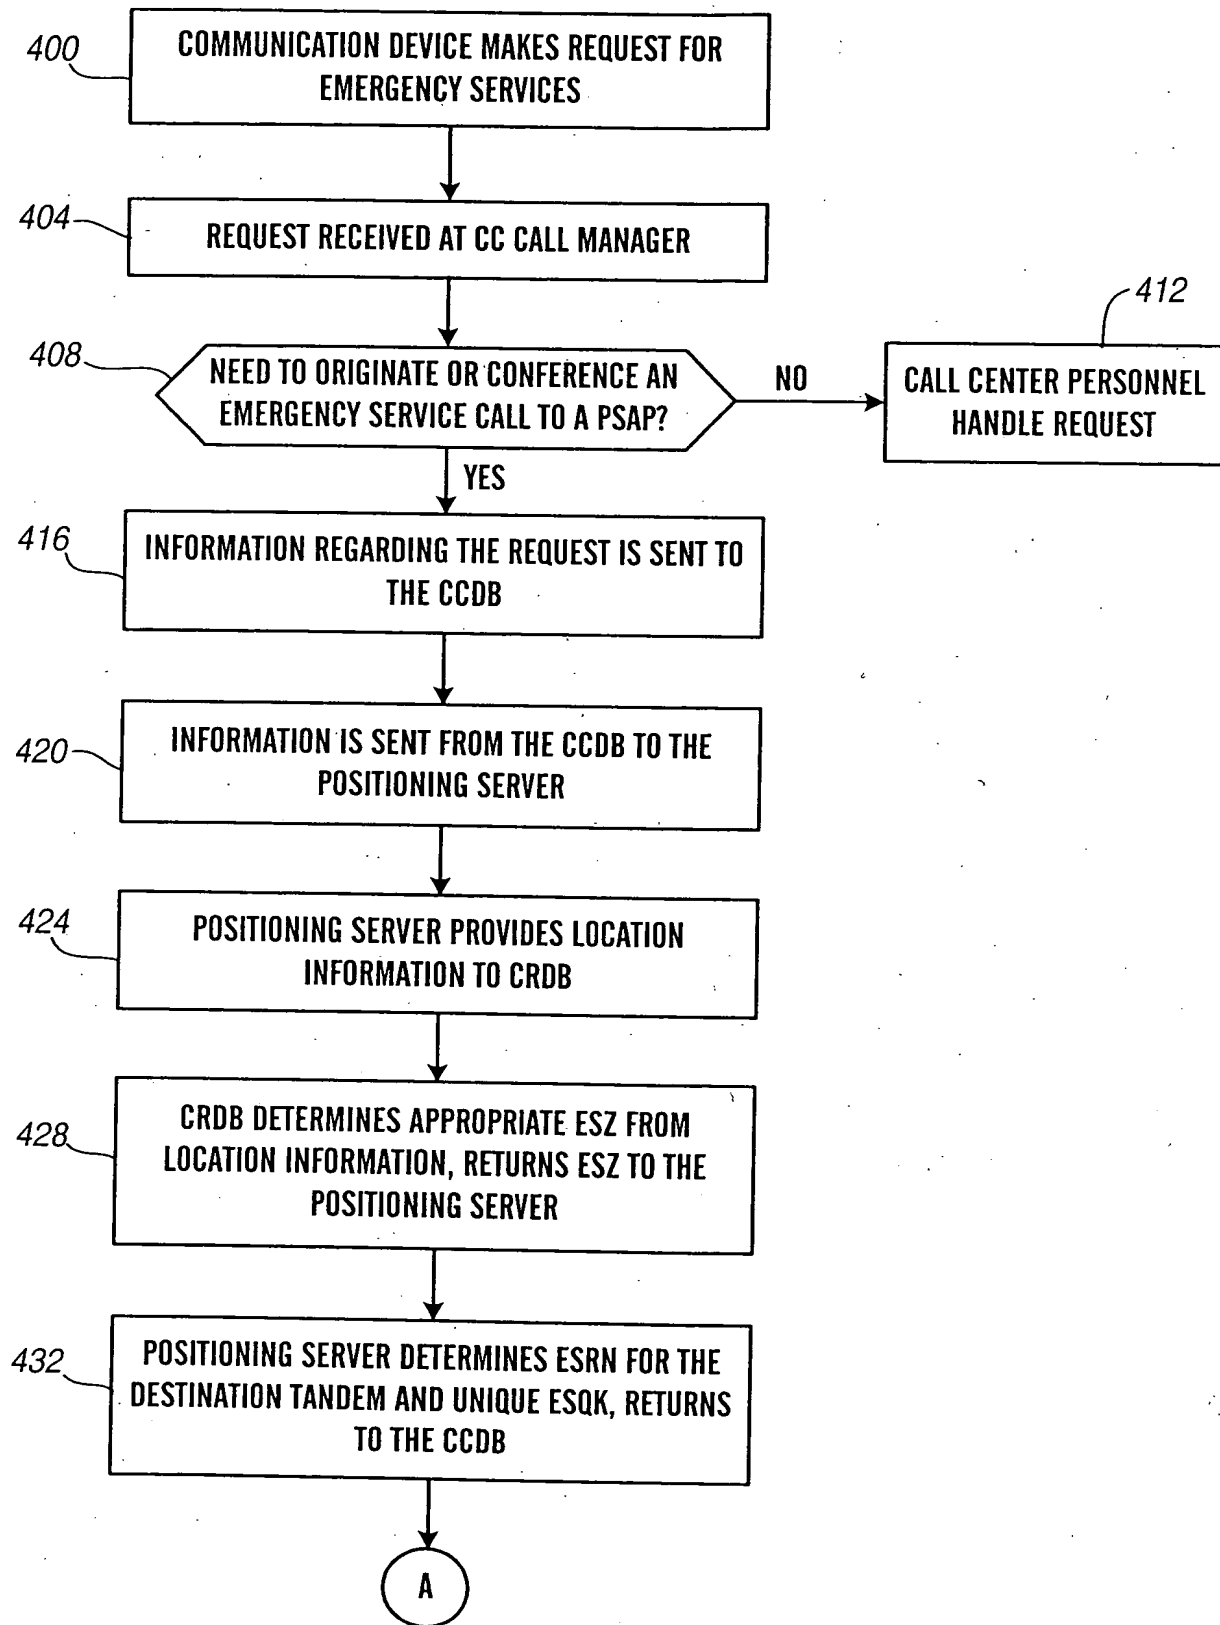 400
COMMUNICATION DEVICE MAKES REQUEST FOR
EMERGENCY SERVICES
404
REQUEST RECEIVED AT CC CALL MANAGER
408
NEED TO ORIGINATE OR CONFERENCE AN
EMERGENCY SERVICE CALL TO A PSAP?
NO
412
CALL CENTER PERSONNEL
HANDLE REQUEST
YES
416
INFORMATION REGARDING THE REQUEST IS SENT TO
THE CCDB
420
INFORMATION IS SENT FROM THE CCDB TO THE
POSITIONING SERVER
424
POSITIONING SERVER PROVIDES LOCATION
INFORMATION TO CRDB
428
CRDB DETERMINES APPROPRIATE ESZ FROM
LOCATION INFORMATION, RETURNS ESZ TO THE
POSITIONING SERVER
432
POSITIONING SERVER DETERMINES ESRN FOR THE
DESTINATION TANDEM AND UNIQUE ESQK, RETURNS
TO THE CCDB
A